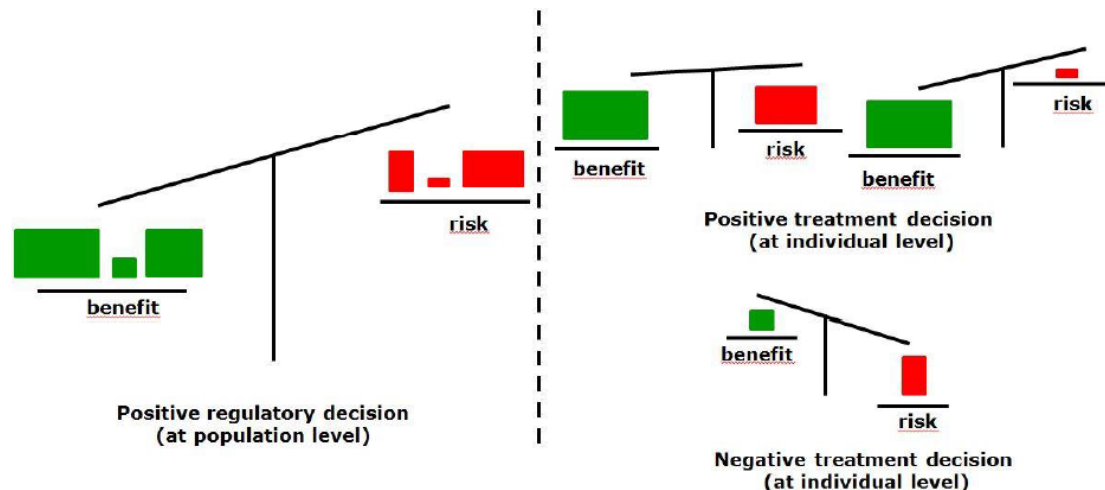 risk
benefit
Positive regulatory decision
(at population level)
benefit
risk
benefit
risk
Positive treatment decision
(at individual level)
benefit
risk
Negative treatment decision
(at individual level)